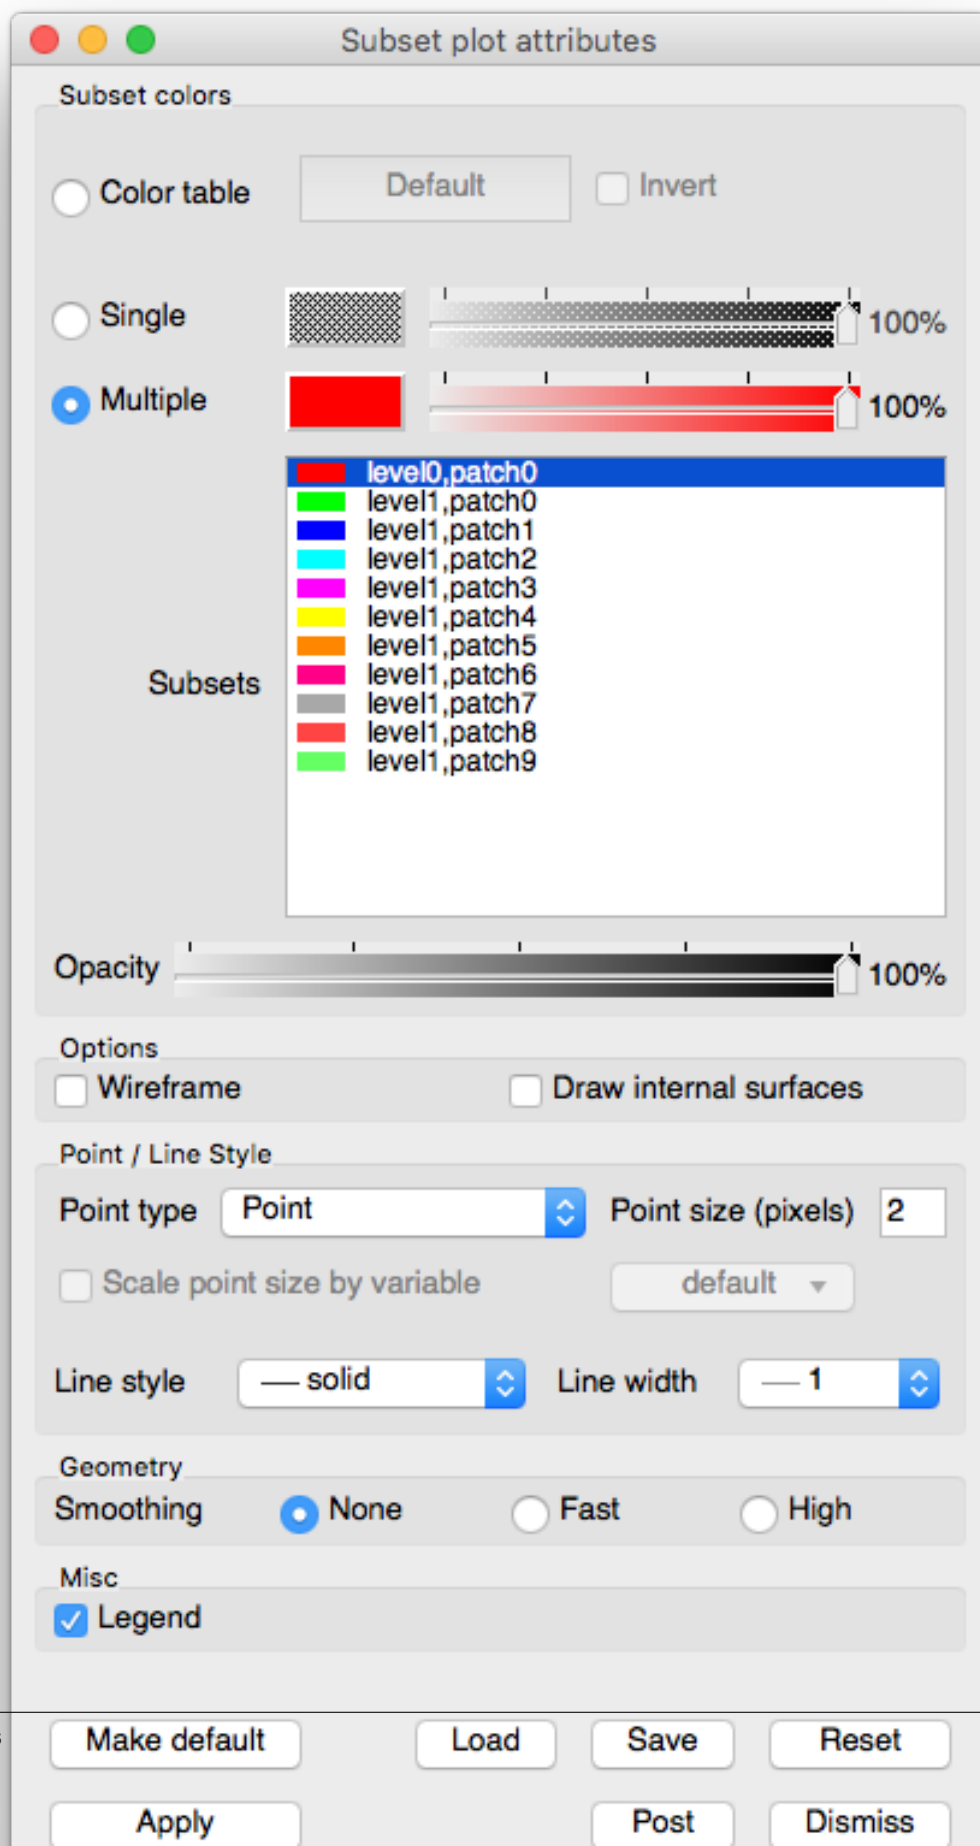 Subset plot attributes
Subset colors
Color table Default Invert
Single 100%
Multiple 100%
level0,patch0
level1,patch0
level1,patch1
level1,patch2
level1,patch3
level1,patch4
level1,patch5
level1,patch6
Subsets
level1,patch7
level1,patch8
level1,patch9
Opacity 100%
Options
Wireframe Draw internal surfaces
Point / Line Style
Point type Point Point size (pixels) 2
Scale point size by variable default
Line style solid Line width 1
Geometry
Smoothing None Fast High
Misc
Legend
Make default Load Save Reset
Apply Post Dismiss